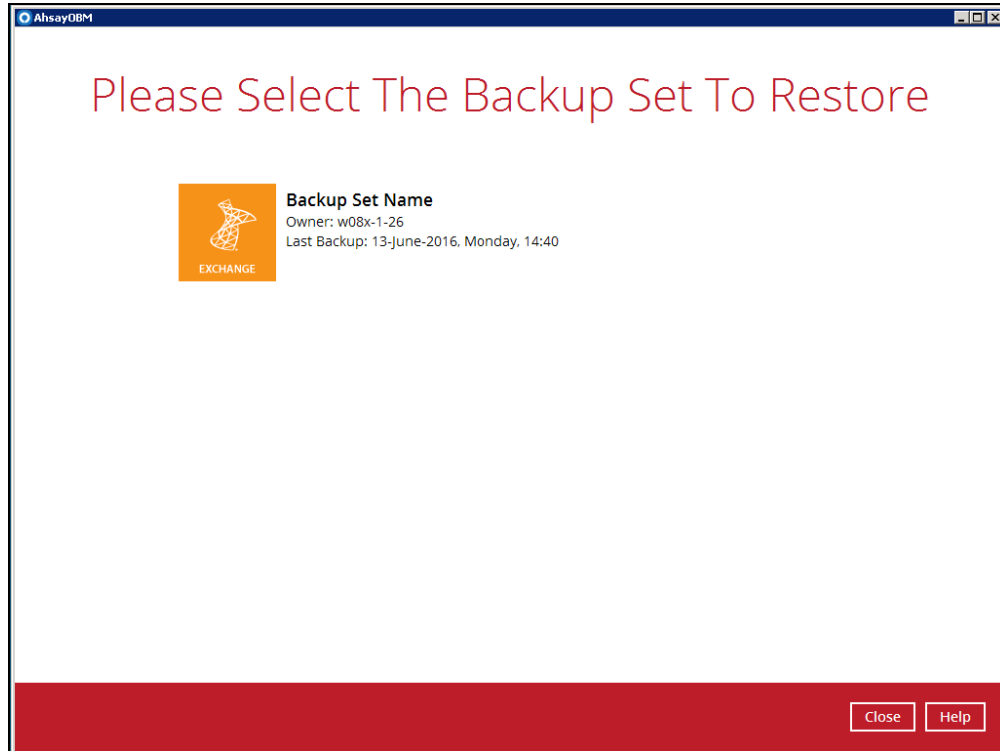 AhsayOBM
Please Select The Backup Set To Restore
Backup Set Name
Owner: w08x-1-26
Last Backup: 13-June-2016, Monday, 14:40
EXCHANGE
Close
Help